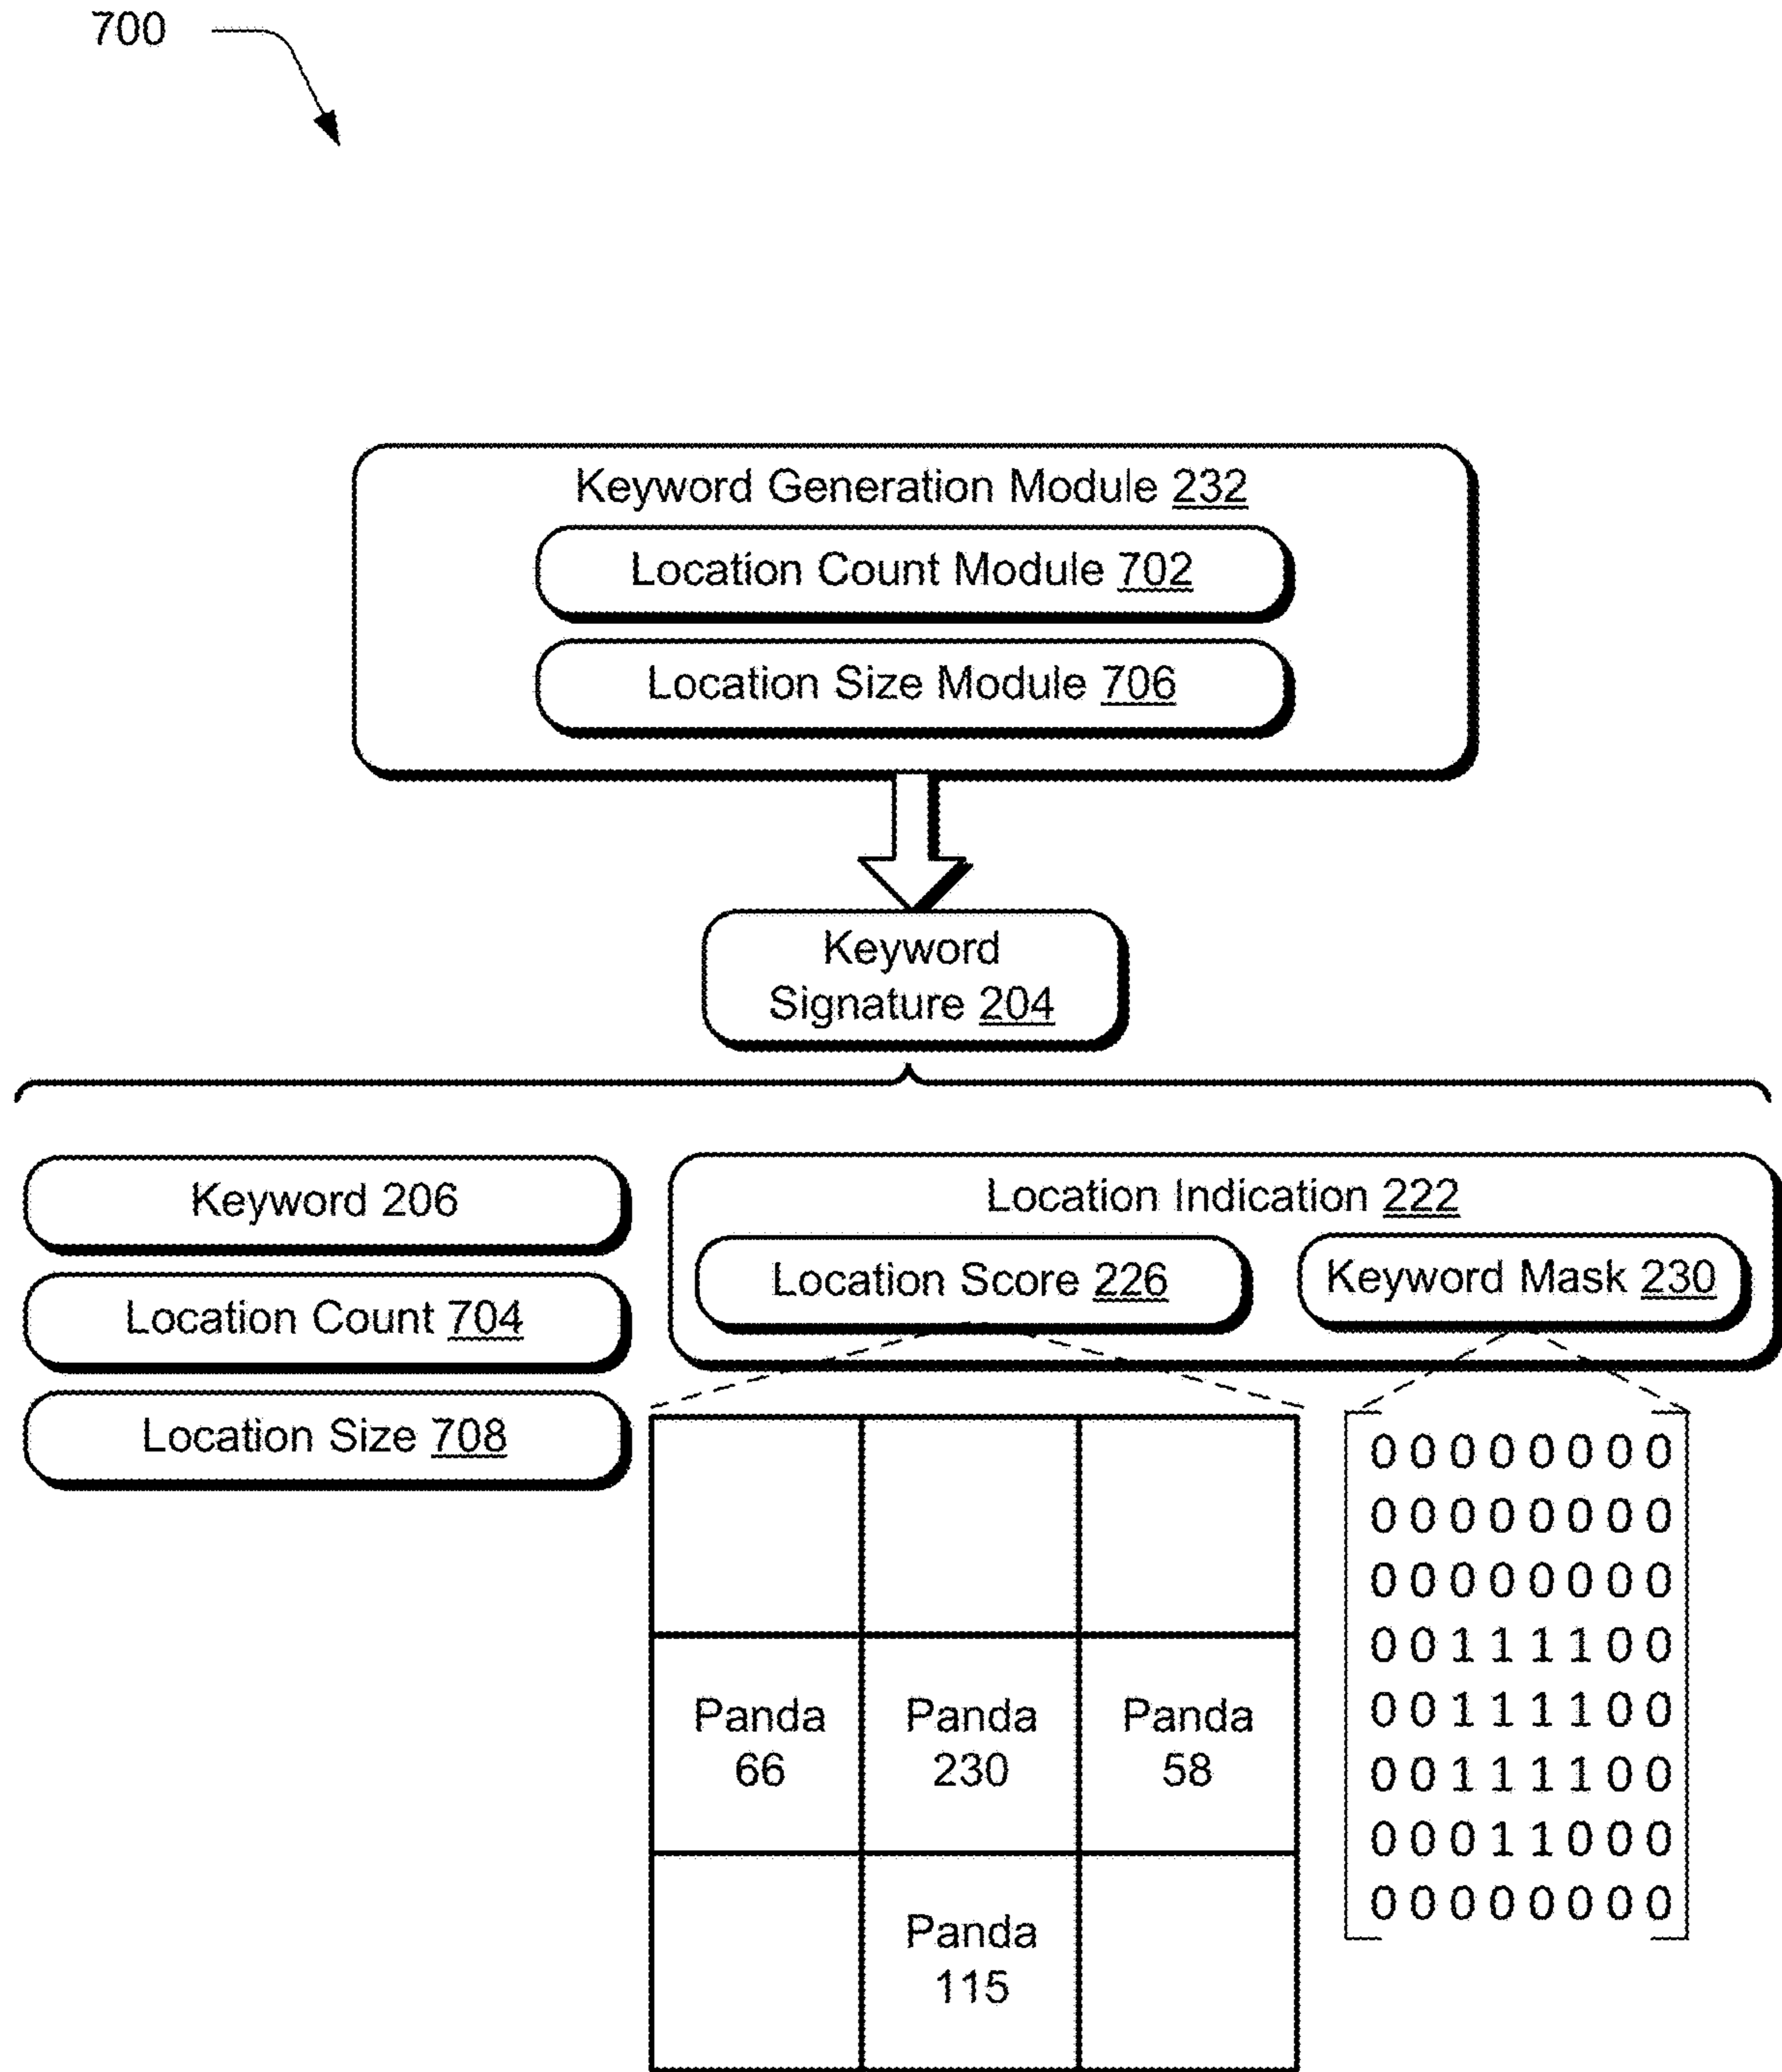 700
Keyword Generation Module 232
Location Count Module 702
Location Size Module 706
Keyword
Signature 204
Keyword 206
Location Count 704
Location Size 708
Location Indication 222
Location Score 226
Keyword Mask 230
Panda
66
Panda
230
Panda
58
Panda
115
0 0 0 0 0 0 0 0
0 0 0 0 0 0 0 0
0 0 0 0 0 0 0 0
0 0 1 1 1 1 0 0
0 0 1 1 1 1 0 0
0 0 1 1 1 1 0 0
0 0 0 1 1 0 0 0
0 0 0 0 0 0 0 0